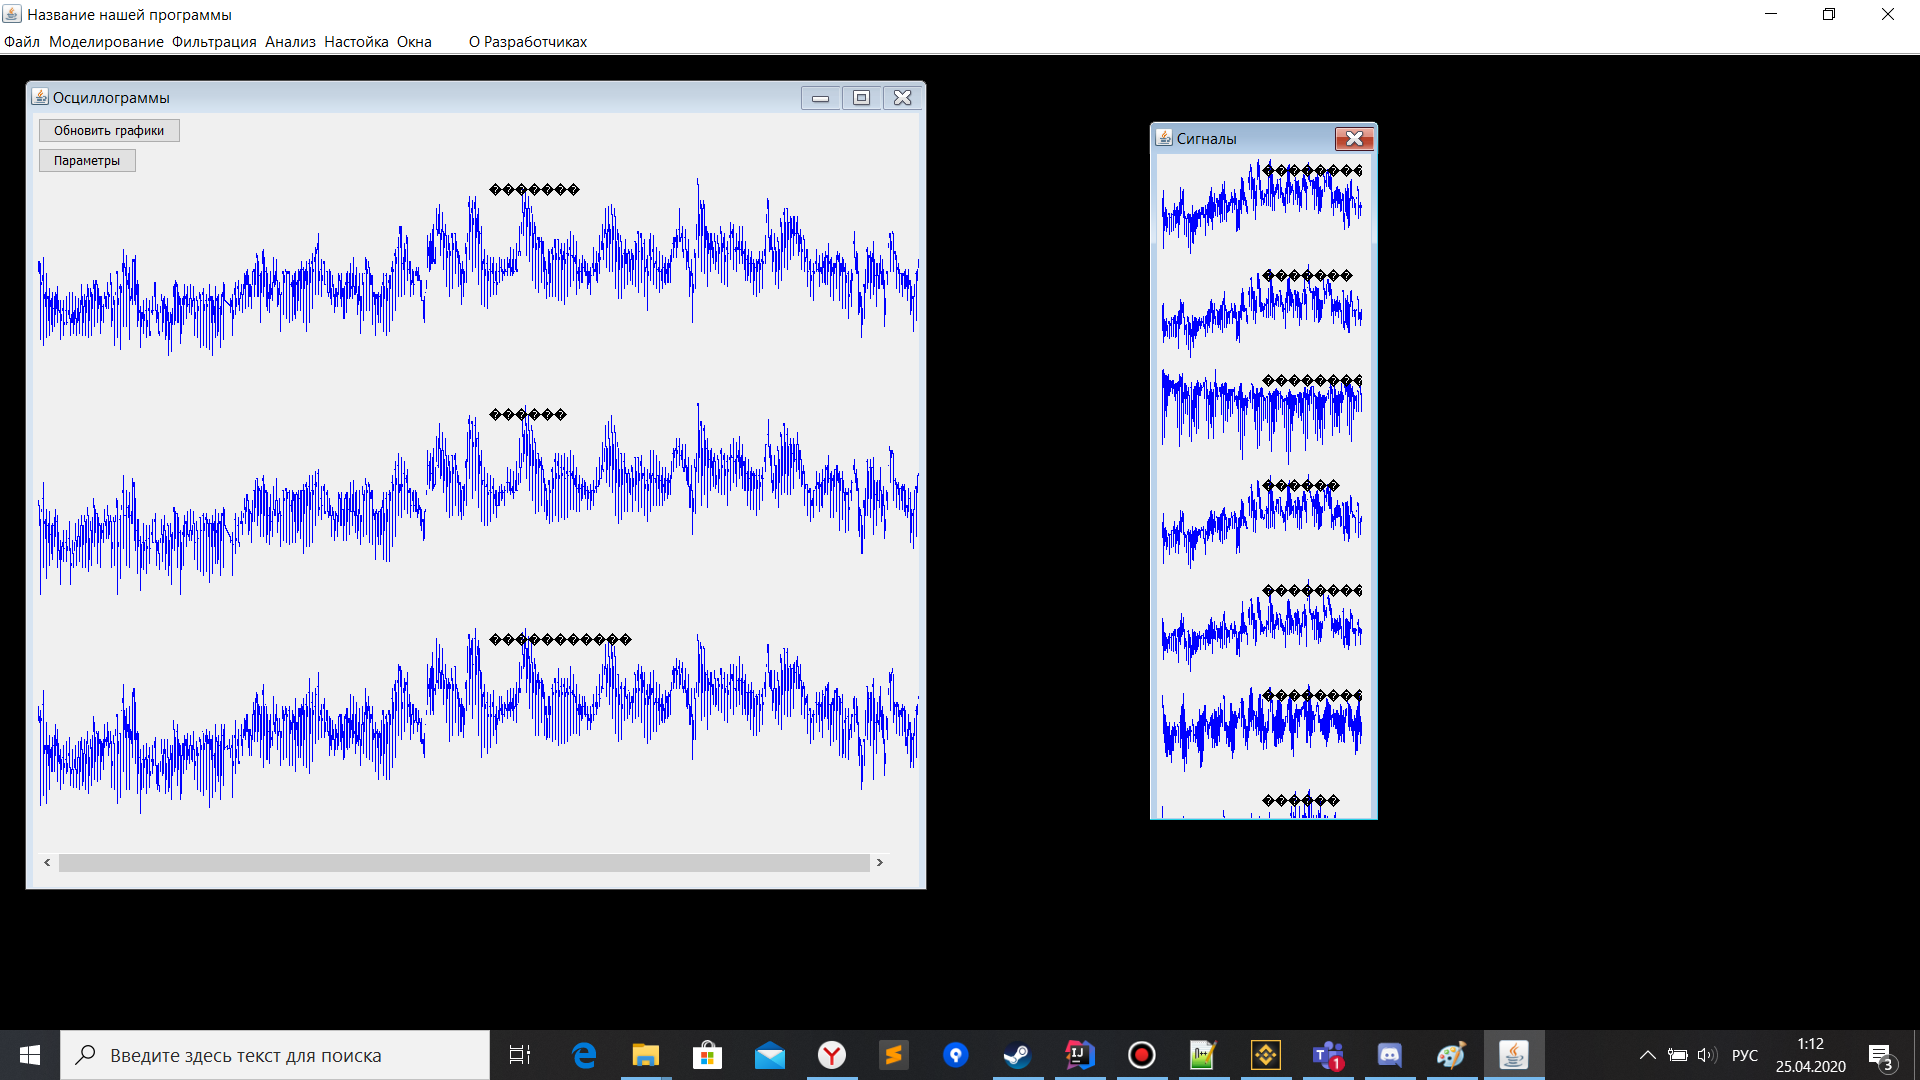 Название нашей программы
Файл Моделирование Фильтрация Анализ Настойка Окна О Разработчиках
Осциллограммы
Обновить графики
Параметры
�������
������
�����������
Сигналы
��������
�������
��������
������
��������
��������
������
Введите здесь текст для поиска
РУС
1:12
25.04.2020
1
3